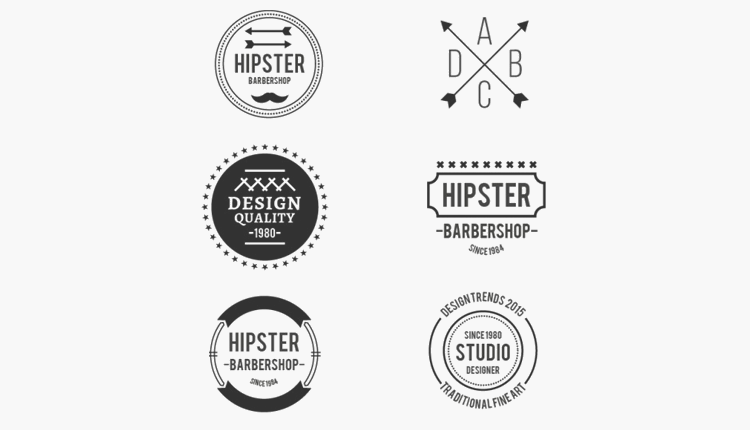 HIPSTER
BARBERSHOP
A
D B
C
DESIGN
QUALITY
-1980-
HIPSTER
-BARBERSHOP-
SINCE 1984
HIPSTER
-BARBERSHOP-
SINCE 1984
DESIGN TRENDS 2015
SINCE 1980
STUDIO
DESIGNER
TRADITIONAL FINE ART